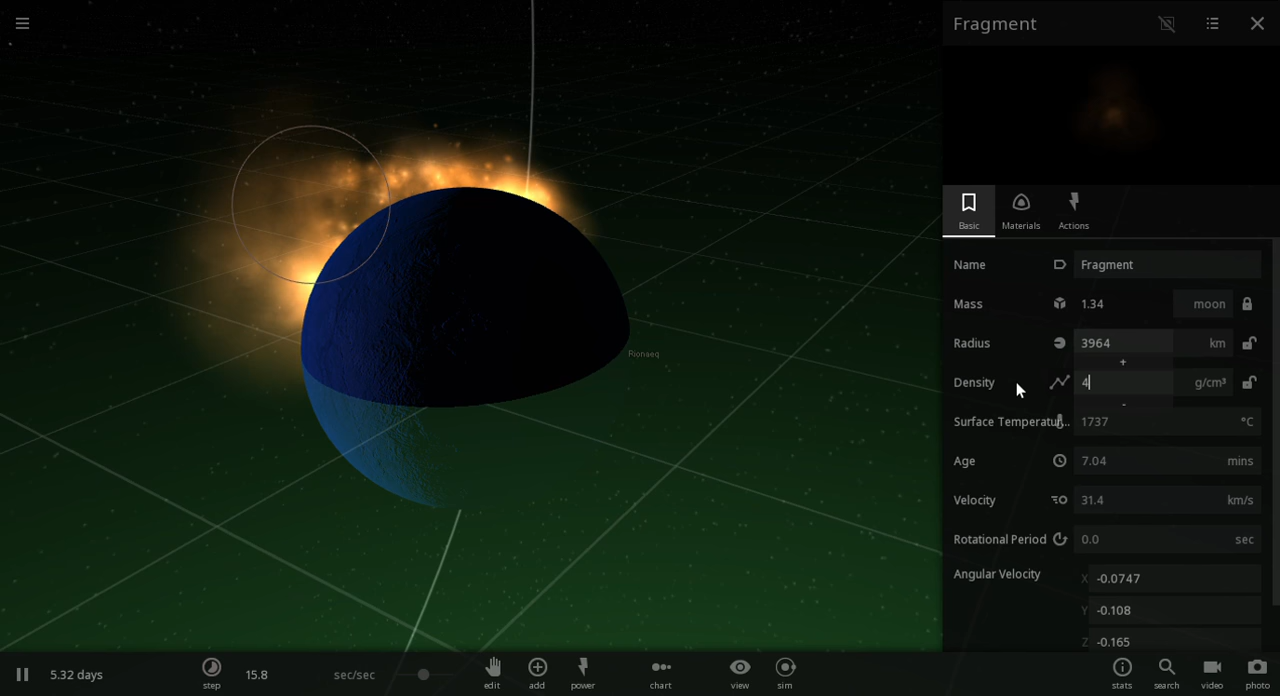 Fragment
Basic
Materials
Actions
Name Fragment
Mass 1.34 moon
Radius 3964 km
+
Density 4 g/cm³
-
Surface Temperatur... 1737 °C
Age 7.04 mins
Velocity 31.4 km/s
Rotational Period 0.0 sec
Angular Velocity X -0.0747
Y -0.108
Z -0.165
Rionaeq
5.32 days
step
15.8 sec/sec
edit
add
power
chart
view
sim
stats
search
video
photo